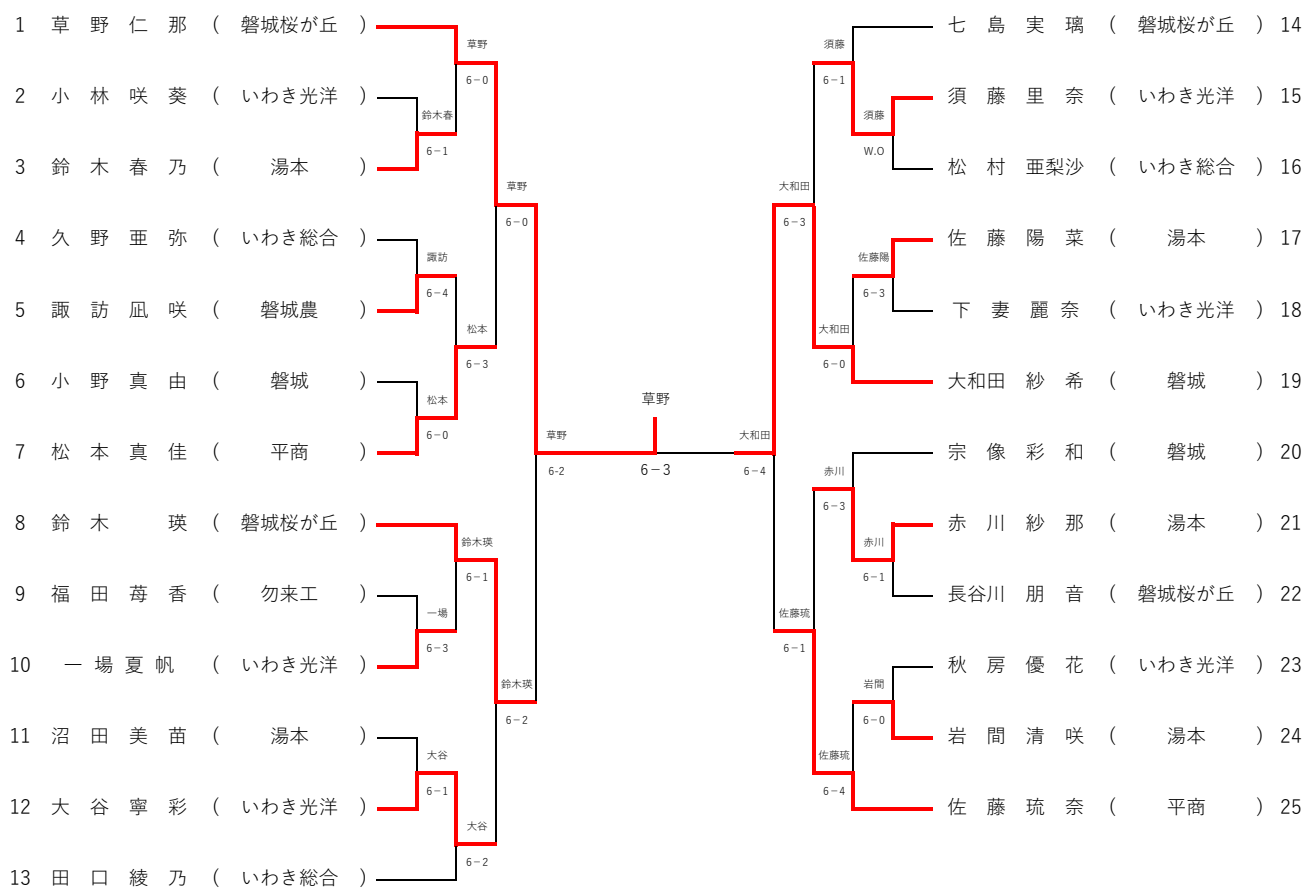 1 草野仁那 ( 磐城桜が丘 )
草野
6-0
2 小林咲葵 ( いわき光洋 )
鈴木春
6-1
3 鈴木春乃 ( 湯本 )
草野
6-0
4 久野亜弥 ( いわき総合 )
諏訪
6-4
5 諏訪凪咲 ( 磐城農 )
松本
6-3
6 小野真由 ( 磐城 )
松本
6-0
7 松本真佳 ( 平商 )
草野
6-2
8 鈴木 瑛 ( 磐城桜が丘 )
鈴木瑛
6-1
9 福田苺香 ( 勿来工 )
一場
6-3
10 一場夏帆 ( いわき光洋 )
鈴木瑛
6-2
11 沼田美苗 ( 湯本 )
大谷
6-1
12 大谷寧彩 ( いわき光洋 )
大谷
6-2
13 田口綾乃 ( いわき総合 )
草野
6-3
七島実璃 ( 磐城桜が丘 ) 14
須藤
6-1
須藤里奈 ( いわき光洋 ) 15
須藤
W.O
松村亜梨沙 ( いわき総合 ) 16
大和田
6-3
佐藤陽菜 ( 湯本 ) 17
佐藤陽
6-3
下妻麗奈 ( いわき光洋 ) 18
大和田
6-0
大和田紗希 ( 磐城 ) 19
大和田
6-4
宗像彩和 ( 磐城 ) 20
赤川
6-3
赤川紗那 ( 湯本 ) 21
赤川
6-1
長谷川朋音 ( 磐城桜が丘 ) 22
佐藤琉
6-1
秋房優花 ( いわき光洋 ) 23
岩間
6-0
岩間清咲 ( 湯本 ) 24
佐藤琉
6-4
佐藤琉奈 ( 平商 ) 25